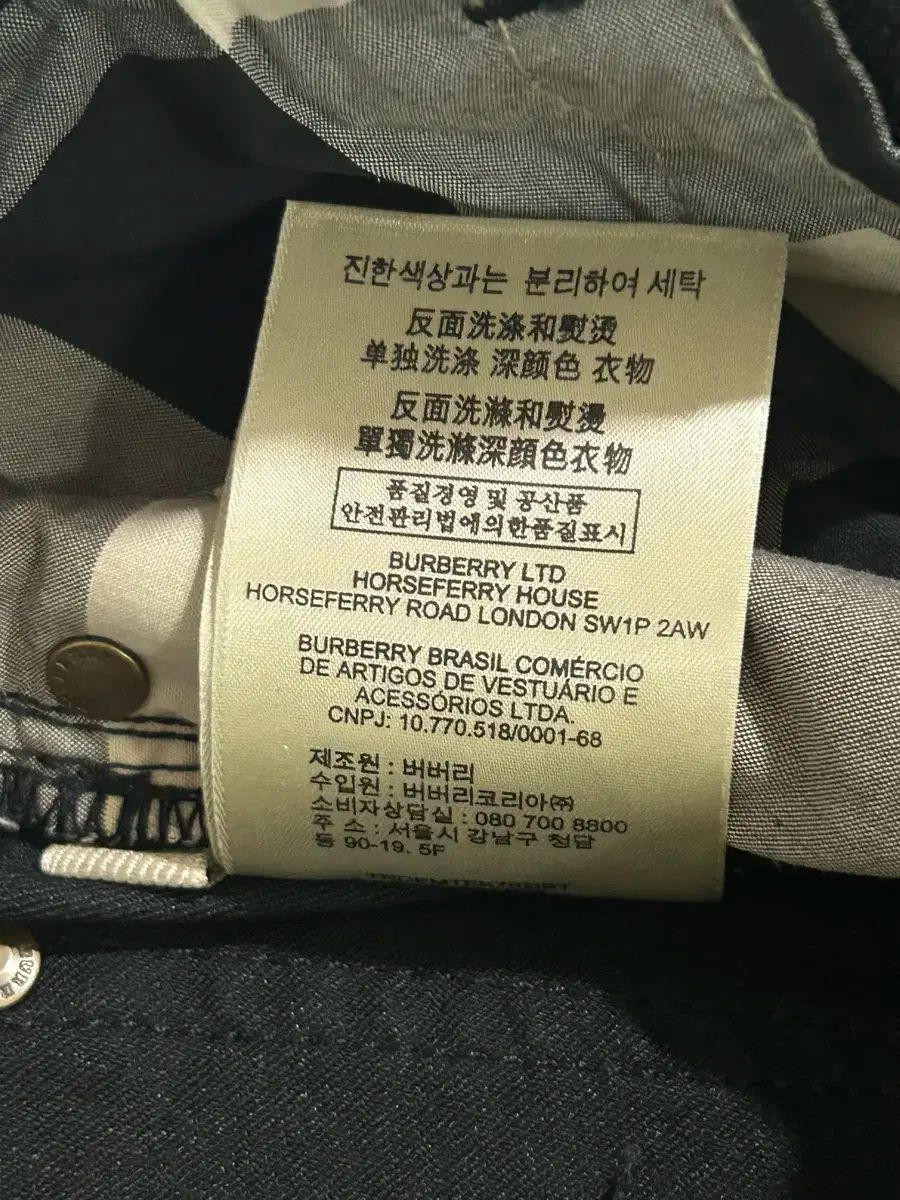 진한색상과는 분리하여 세탁
反面洗涤和熨烫
单独洗涤 深颜色 衣物
反面洗滌和熨燙
單獨洗滌深顏色衣物
품질경영 및 공산품
안전관리법에의한품질표시
BURBERRY LTD
HORSEFERRY HOUSE
HORSEFERRY ROAD LONDON SW1P 2AW
BURBERRY BRASIL COMÉRCIO
DE ARTIGOS DE VESTUÁRIO E
ACESSÓRIOS LTDA.
CNPJ: 10.770.518/0001-68
제조원 : 버버리
수입원 : 버버리코리아㈜
소비자상담실 : 080 700 8800
주 소 : 서울시 강남구 청담
동 90-19. 5F